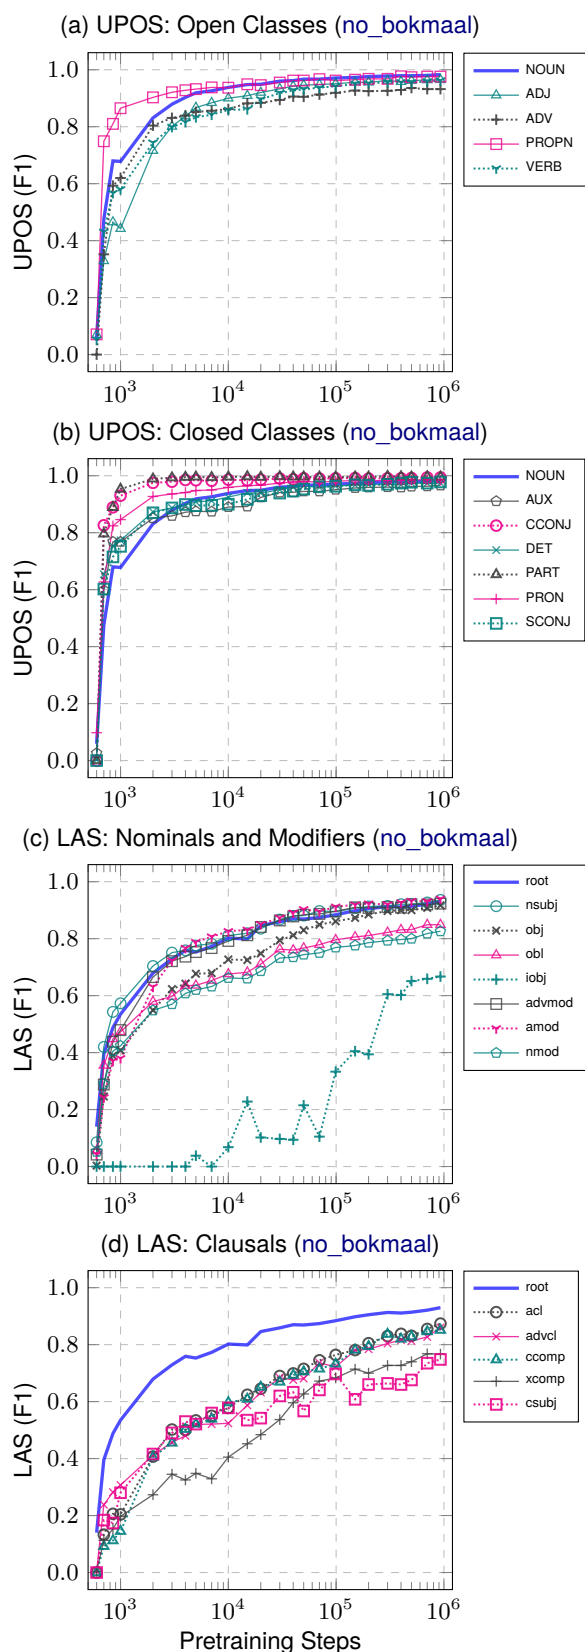 (a) UPOS: Open Classes (no_bokmaal)
UPOS (F1)
1.0
0.8
0.6
0.4
0.2
0.0
10³ 10⁴ 10⁵ 10⁶
NOUN
ADJ
ADV
PROPN
VERB
(b) UPOS: Closed Classes (no_bokmaal)
UPOS (F1)
1.0
0.8
0.6
0.4
0.2
0.0
10³ 10⁴ 10⁵ 10⁶
NOUN
AUX
CCONJ
DET
PART
PRON
SCONJ
(c) LAS: Nominals and Modifiers (no_bokmaal)
LAS (F1)
1.0
0.8
0.6
0.4
0.2
0.0
10³ 10⁴ 10⁵ 10⁶
root
nsubj
obj
obl
iobj
advmod
amod
nmod
(d) LAS: Clausals (no_bokmaal)
LAS (F1)
1.0
0.8
0.6
0.4
0.2
0.0
10³ 10⁴ 10⁵ 10⁶
Pretraining Steps
root
acl
advcl
ccomp
xcomp
csubj